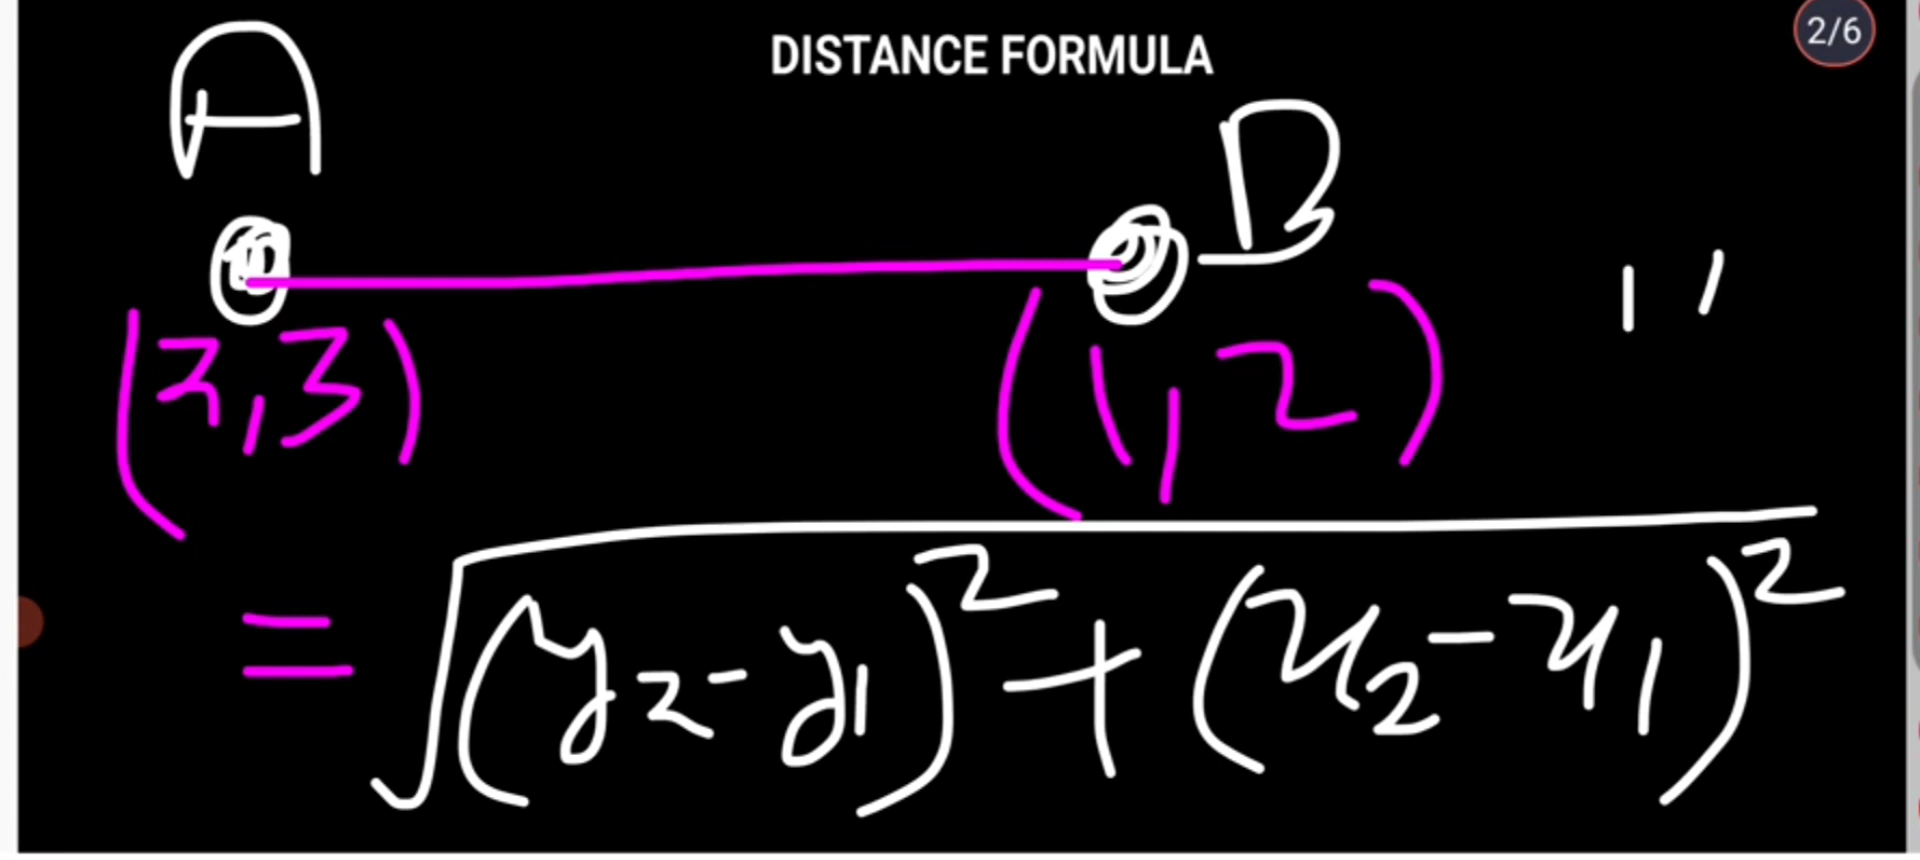 DISTANCE FORMULA
2/6
A
B
(3,3)
(1,2)
= √(y₂-y₁)² + (x₂-x₁)²